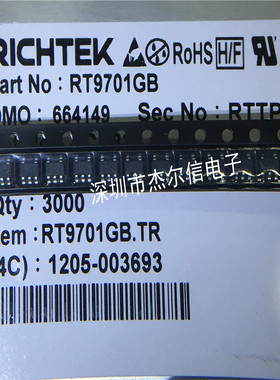 RICHTEK RoHS H/F
art No : RT9701GB
OMO : 664149 Sec No : RTTP
深圳市杰尔信电子
Qty : 3000
em :RT9701GB.TR
4C) : 1205-003693